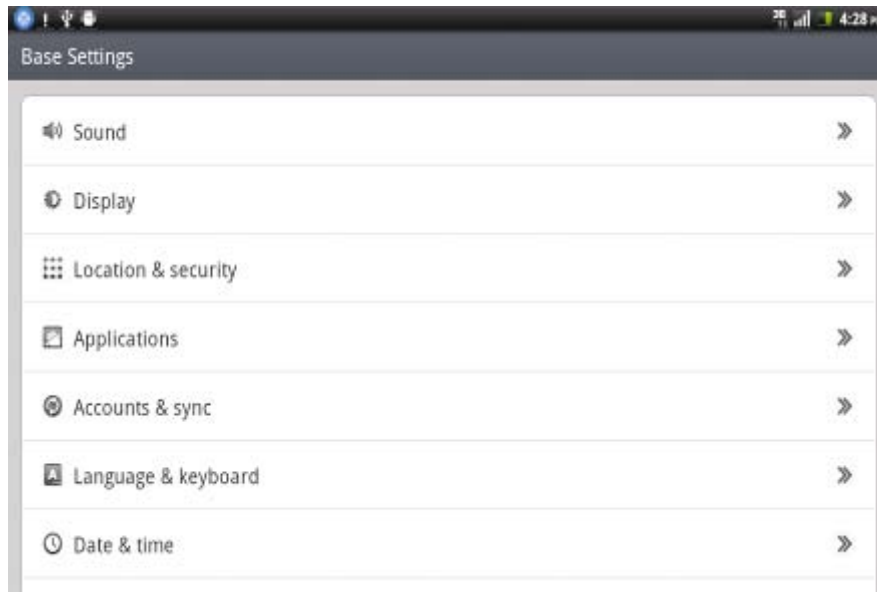 4:28
Base Settings
Sound
Display
Location & security
Applications
Accounts & sync
Language & keyboard
Date & time